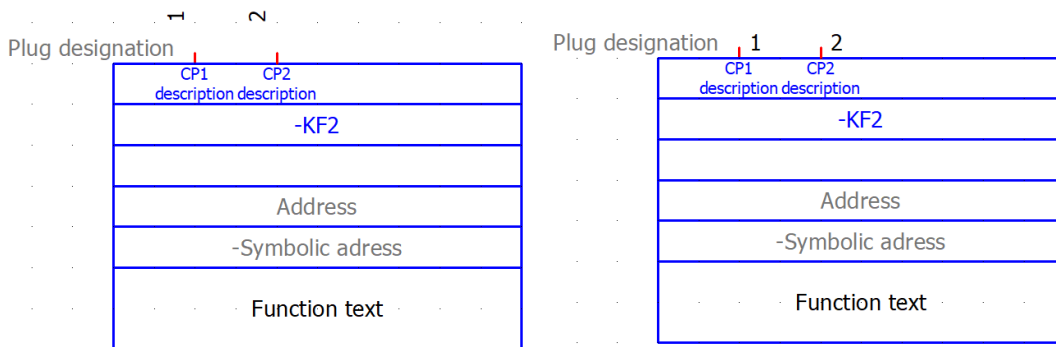 1 2
Plug designation
CP1 CP2
description description
-KF2
Address
-Symbolic adress
Function text
Plug designation 1 2
CP1 CP2
description description
-KF2
Address
-Symbolic adress
Function text